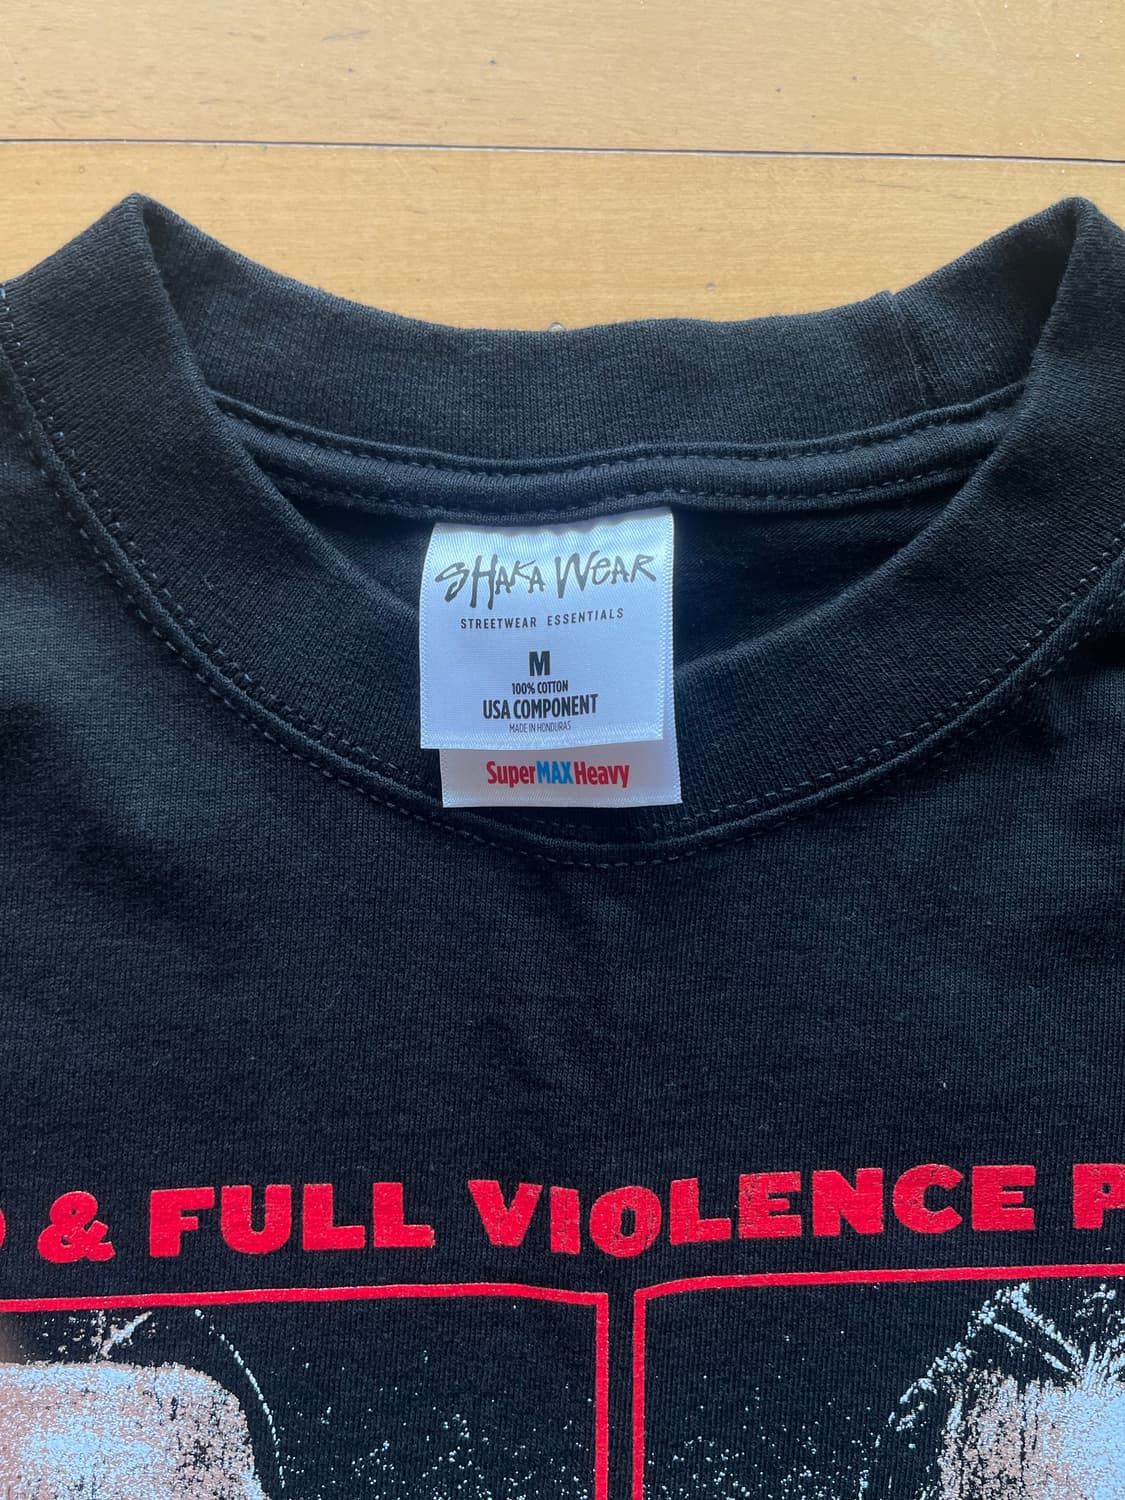 SHAKA WEAR
STREETWEAR ESSENTIALS
M
100% COTTON
USA COMPONENT
MADE IN HONDURAS
SuperMAXHeavy
& FULL VIOLENCE